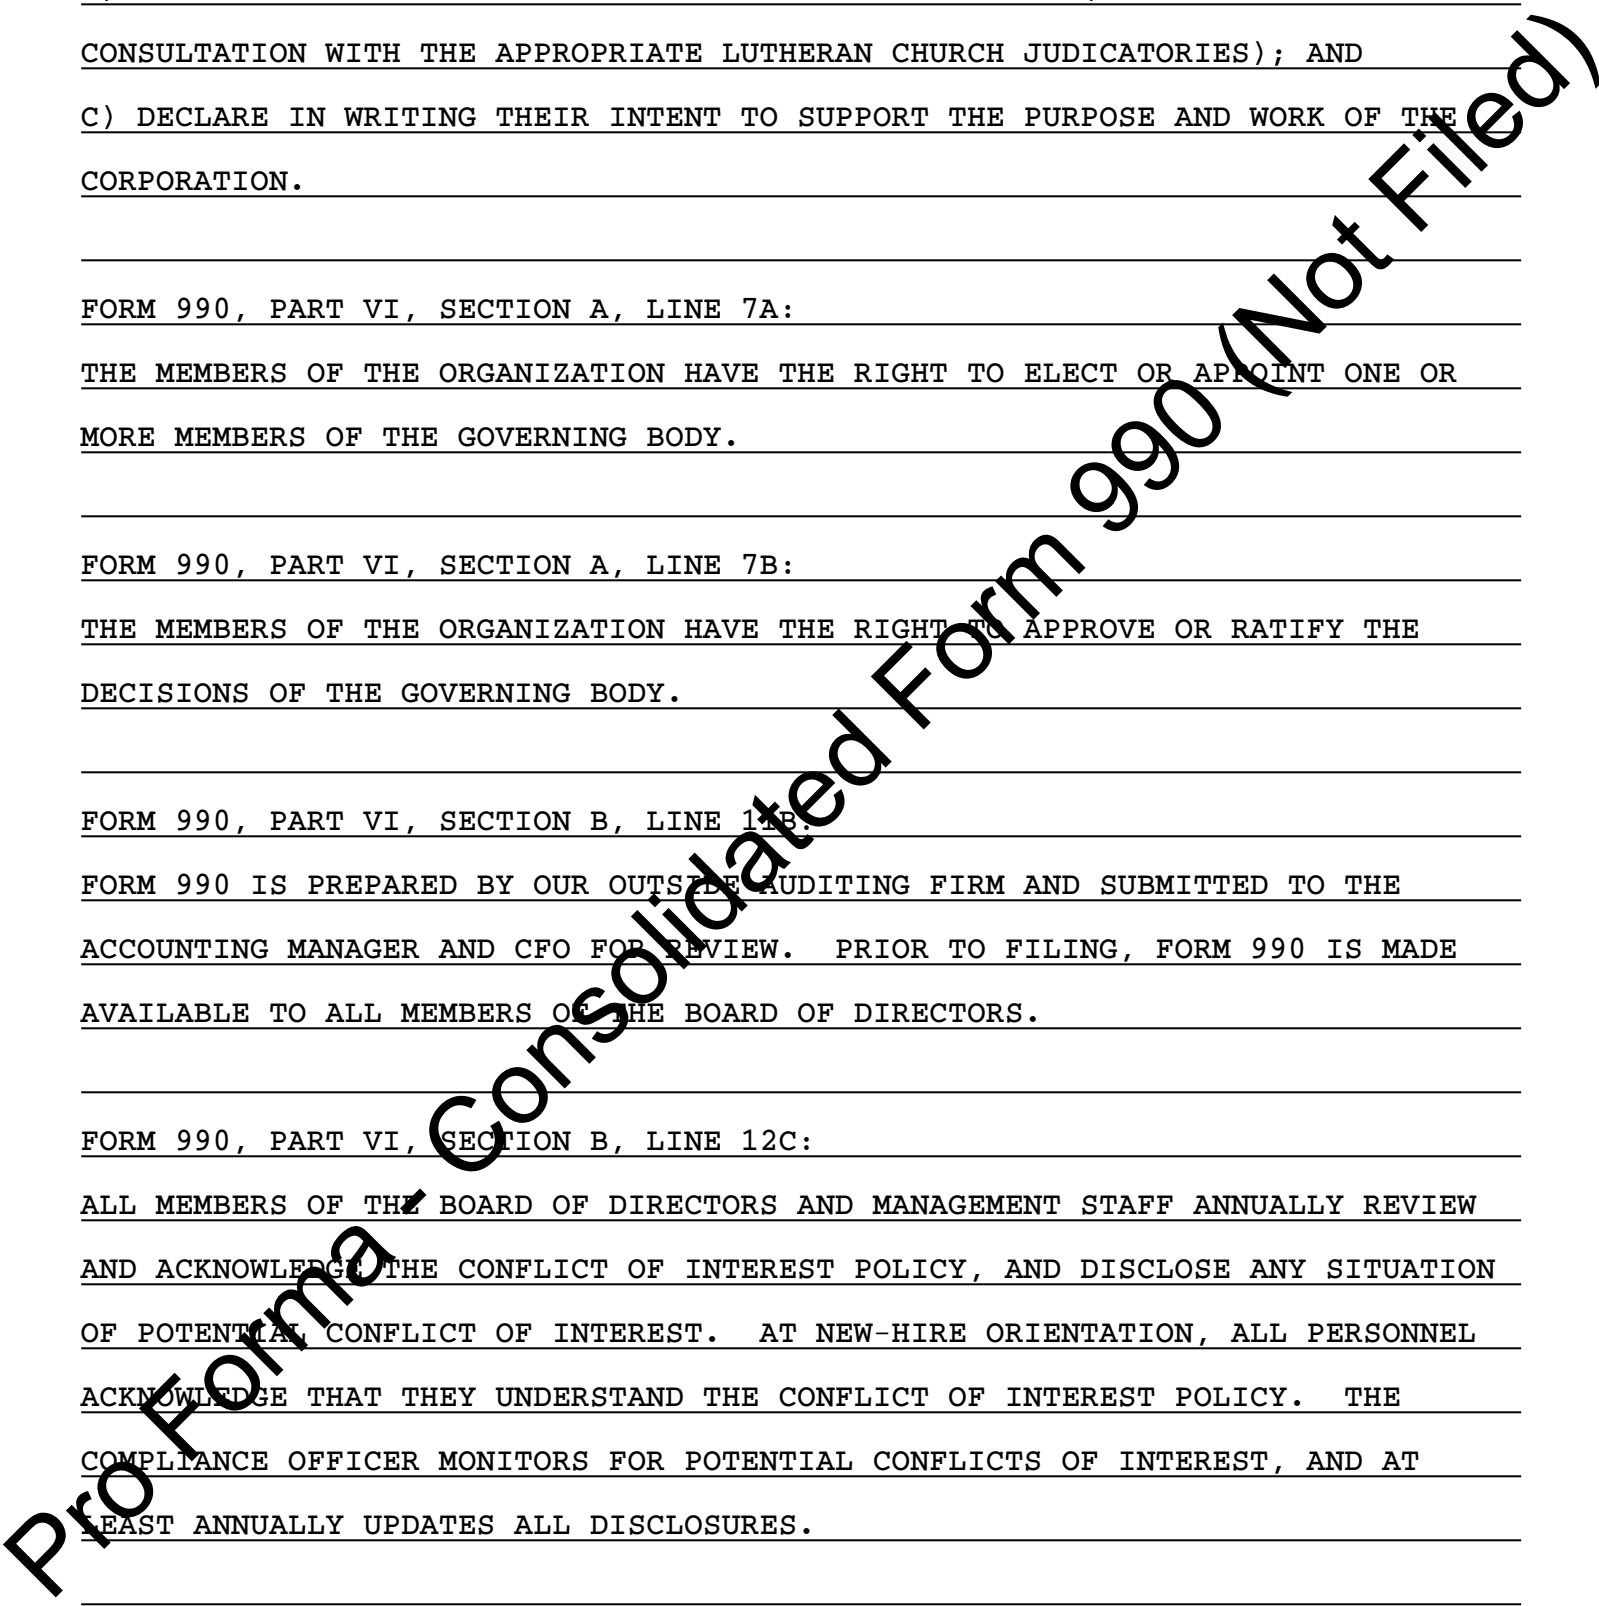 CONSULTATION WITH THE APPROPRIATE LUTHERAN CHURCH JUDICATORIES); AND
C) DECLARE IN WRITING THEIR INTENT TO SUPPORT THE PURPOSE AND WORK OF THE
CORPORATION.
FORM 990, PART VI, SECTION A, LINE 7A:
THE MEMBERS OF THE ORGANIZATION HAVE THE RIGHT TO ELECT OR APPOINT ONE OR
MORE MEMBERS OF THE GOVERNING BODY.
FORM 990, PART VI, SECTION A, LINE 7B:
THE MEMBERS OF THE ORGANIZATION HAVE THE RIGHT TO APPROVE OR RATIFY THE
DECISIONS OF THE GOVERNING BODY.
FORM 990, PART VI, SECTION B, LINE 11B:
FORM 990 IS PREPARED BY OUR OUTSIDE AUDITING FIRM AND SUBMITTED TO THE
ACCOUNTING MANAGER AND CFO FOR REVIEW.  PRIOR TO FILING, FORM 990 IS MADE
AVAILABLE TO ALL MEMBERS OF THE BOARD OF DIRECTORS.
FORM 990, PART VI, SECTION B, LINE 12C:
ALL MEMBERS OF THE BOARD OF DIRECTORS AND MANAGEMENT STAFF ANNUALLY REVIEW
AND ACKNOWLEDGE THE CONFLICT OF INTEREST POLICY, AND DISCLOSE ANY SITUATION
OF POTENTIAL CONFLICT OF INTEREST.  AT NEW-HIRE ORIENTATION, ALL PERSONNEL
ACKNOWLEDGE THAT THEY UNDERSTAND THE CONFLICT OF INTEREST POLICY.  THE
COMPLIANCE OFFICER MONITORS FOR POTENTIAL CONFLICTS OF INTEREST, AND AT
LEAST ANNUALLY UPDATES ALL DISCLOSURES.
Pro Forma - Consolidated Form 990 (Not Filed)